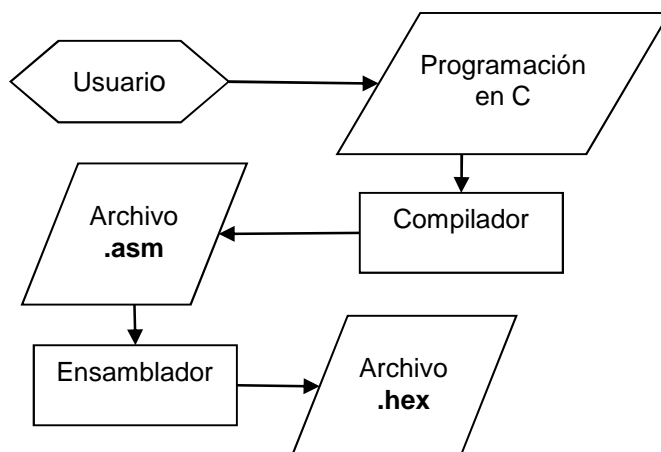 Usuario
Programación
en C
Compilador
Archivo
.asm
Ensamblador
Archivo
.hex